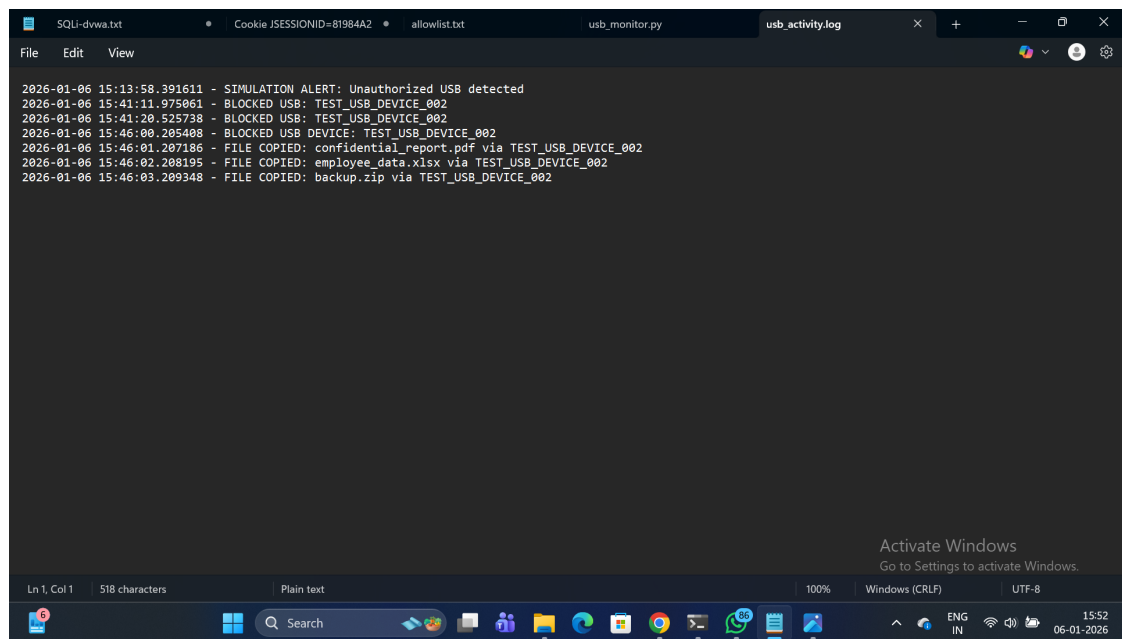 SQLi-dvwa.txt
Cookie JSESSIONID=81984A2
allowlist.txt
usb_monitor.py
usb_activity.log
File Edit View
2026-01-06 15:13:58.391611 - SIMULATION ALERT: Unauthorized USB detected
2026-01-06 15:41:11.975061 - BLOCKED USB: TEST_USB_DEVICE_002
2026-01-06 15:41:20.525738 - BLOCKED USB: TEST_USB_DEVICE_002
2026-01-06 15:46:00.205408 - BLOCKED USB DEVICE: TEST_USB_DEVICE_002
2026-01-06 15:46:01.207186 - FILE COPIED: confidential_report.pdf via TEST_USB_DEVICE_002
2026-01-06 15:46:02.208195 - FILE COPIED: employee_data.xlsx via TEST_USB_DEVICE_002
2026-01-06 15:46:03.209348 - FILE COPIED: backup.zip via TEST_USB_DEVICE_002
Activate Windows
Go to Settings to activate Windows.
Ln 1, Col 1 518 characters Plain text 100% Windows (CRLF) UTF-8
6
Search
86
ENG
IN
15:52
06-01-2026